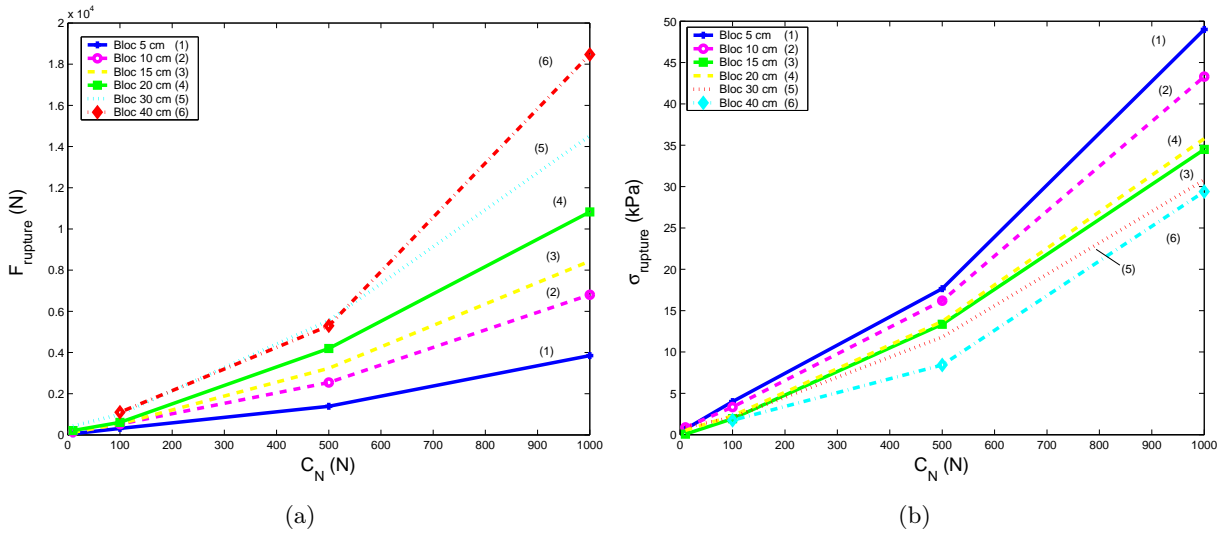 x 10^4
2
1.8
1.6
1.4
1.2
1
0.8
0.6
0.4
0.2
0
F_rupture (N)
Bloc 5 cm (1)
Bloc 10 cm (2)
Bloc 15 cm (3)
Bloc 20 cm (4)
Bloc 30 cm (5)
Bloc 40 cm (6)
(6)
(5)
(4)
(3)
(2)
(1)
0 100 200 300 400 500 600 700 800 900 1000
C_N (N)
(a)
50
45
40
35
30
25
20
15
10
5
0
σ_rupture (kPa)
Bloc 5 cm (1)
Bloc 10 cm (2)
Bloc 15 cm (3)
Bloc 20 cm (4)
Bloc 30 cm (5)
Bloc 40 cm (6)
(1)
(2)
(4)
(3)
(6)
(5)
0 100 200 300 400 500 600 700 800 900 1000
C_N (N)
(b)